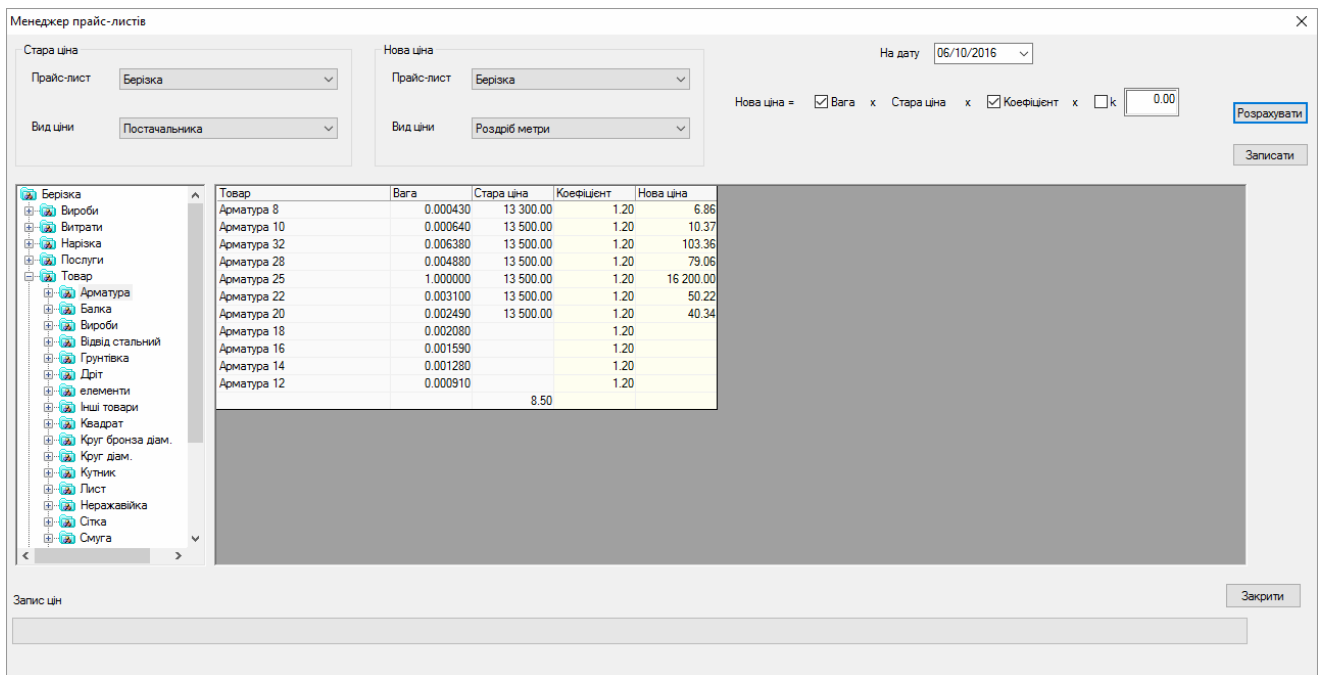 Менеджер прайс-листів
Стара ціна
Прайс-лист Берізка
Вид ціни Постачальника
Нова ціна
Прайс-лист Берізка
Вид ціни Роздріб метри
На дату 06/10/2016
Нова ціна = Вага х Стара ціна х Коефіцієнт х k 0.00
Розрахувати
Записати
Берізка
Вироби
Витрати
Нарізка
Послуги
Товар
Арматура
Балка
Вироби
Відвід стальний
Грунтівка
Дріт
елементи
Інші товари
Квадрат
Круг бронза діам.
Круг діам.
Кутник
Лист
Неражавійка
Сітка
Смуга
Товар Вага Стара ціна Коефіцієнт Нова ціна
Арматура 8 0.000430 13 300.00 1.20 6.86
Арматура 10 0.000640 13 500.00 1.20 10.37
Арматура 32 0.006380 13 500.00 1.20 103.36
Арматура 28 0.004880 13 500.00 1.20 79.06
Арматура 25 1.000000 13 500.00 1.20 16 200.00
Арматура 22 0.003100 13 500.00 1.20 50.22
Арматура 20 0.002490 13 500.00 1.20 40.34
Арматура 18 0.002080 1.20
Арматура 16 0.001590 1.20
Арматура 14 0.001280 1.20
Арматура 12 0.000910 1.20
8.50
Запис цін
Закрити